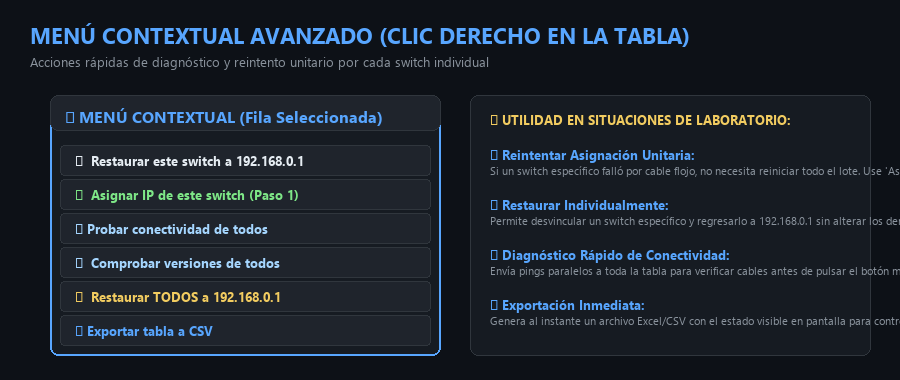 MENÚ CONTEXTUAL AVANZADO (CLIC DERECHO EN LA TABLA)
Acciones rápidas de diagnóstico y reintento unitario por cada switch individual
MENÚ CONTEXTUAL (Fila Seleccionada)
Restaurar este switch a 192.168.0.1
Asignar IP de este switch (Paso 1)
Probar conectividad de todos
Comprobar versiones de todos
Restaurar TODOS a 192.168.0.1
Exportar tabla a CSV
UTILIDAD EN SITUACIONES DE LABORATORIO:
Reintentar Asignación Unitaria:
Si un switch específico falló por cable flojo, no necesita reiniciar todo el lote. Use 'As
Restaurar Individualmente:
Permite desvincular un switch específico y regresarlo a 192.168.0.1 sin alterar los der
Diagnóstico Rápido de Conectividad:
Envía pings paralelos a toda la tabla para verificar cables antes de pulsar el botón m
Exportación Inmediata:
Genera al instante un archivo Excel/CSV con el estado visible en pantalla para contr